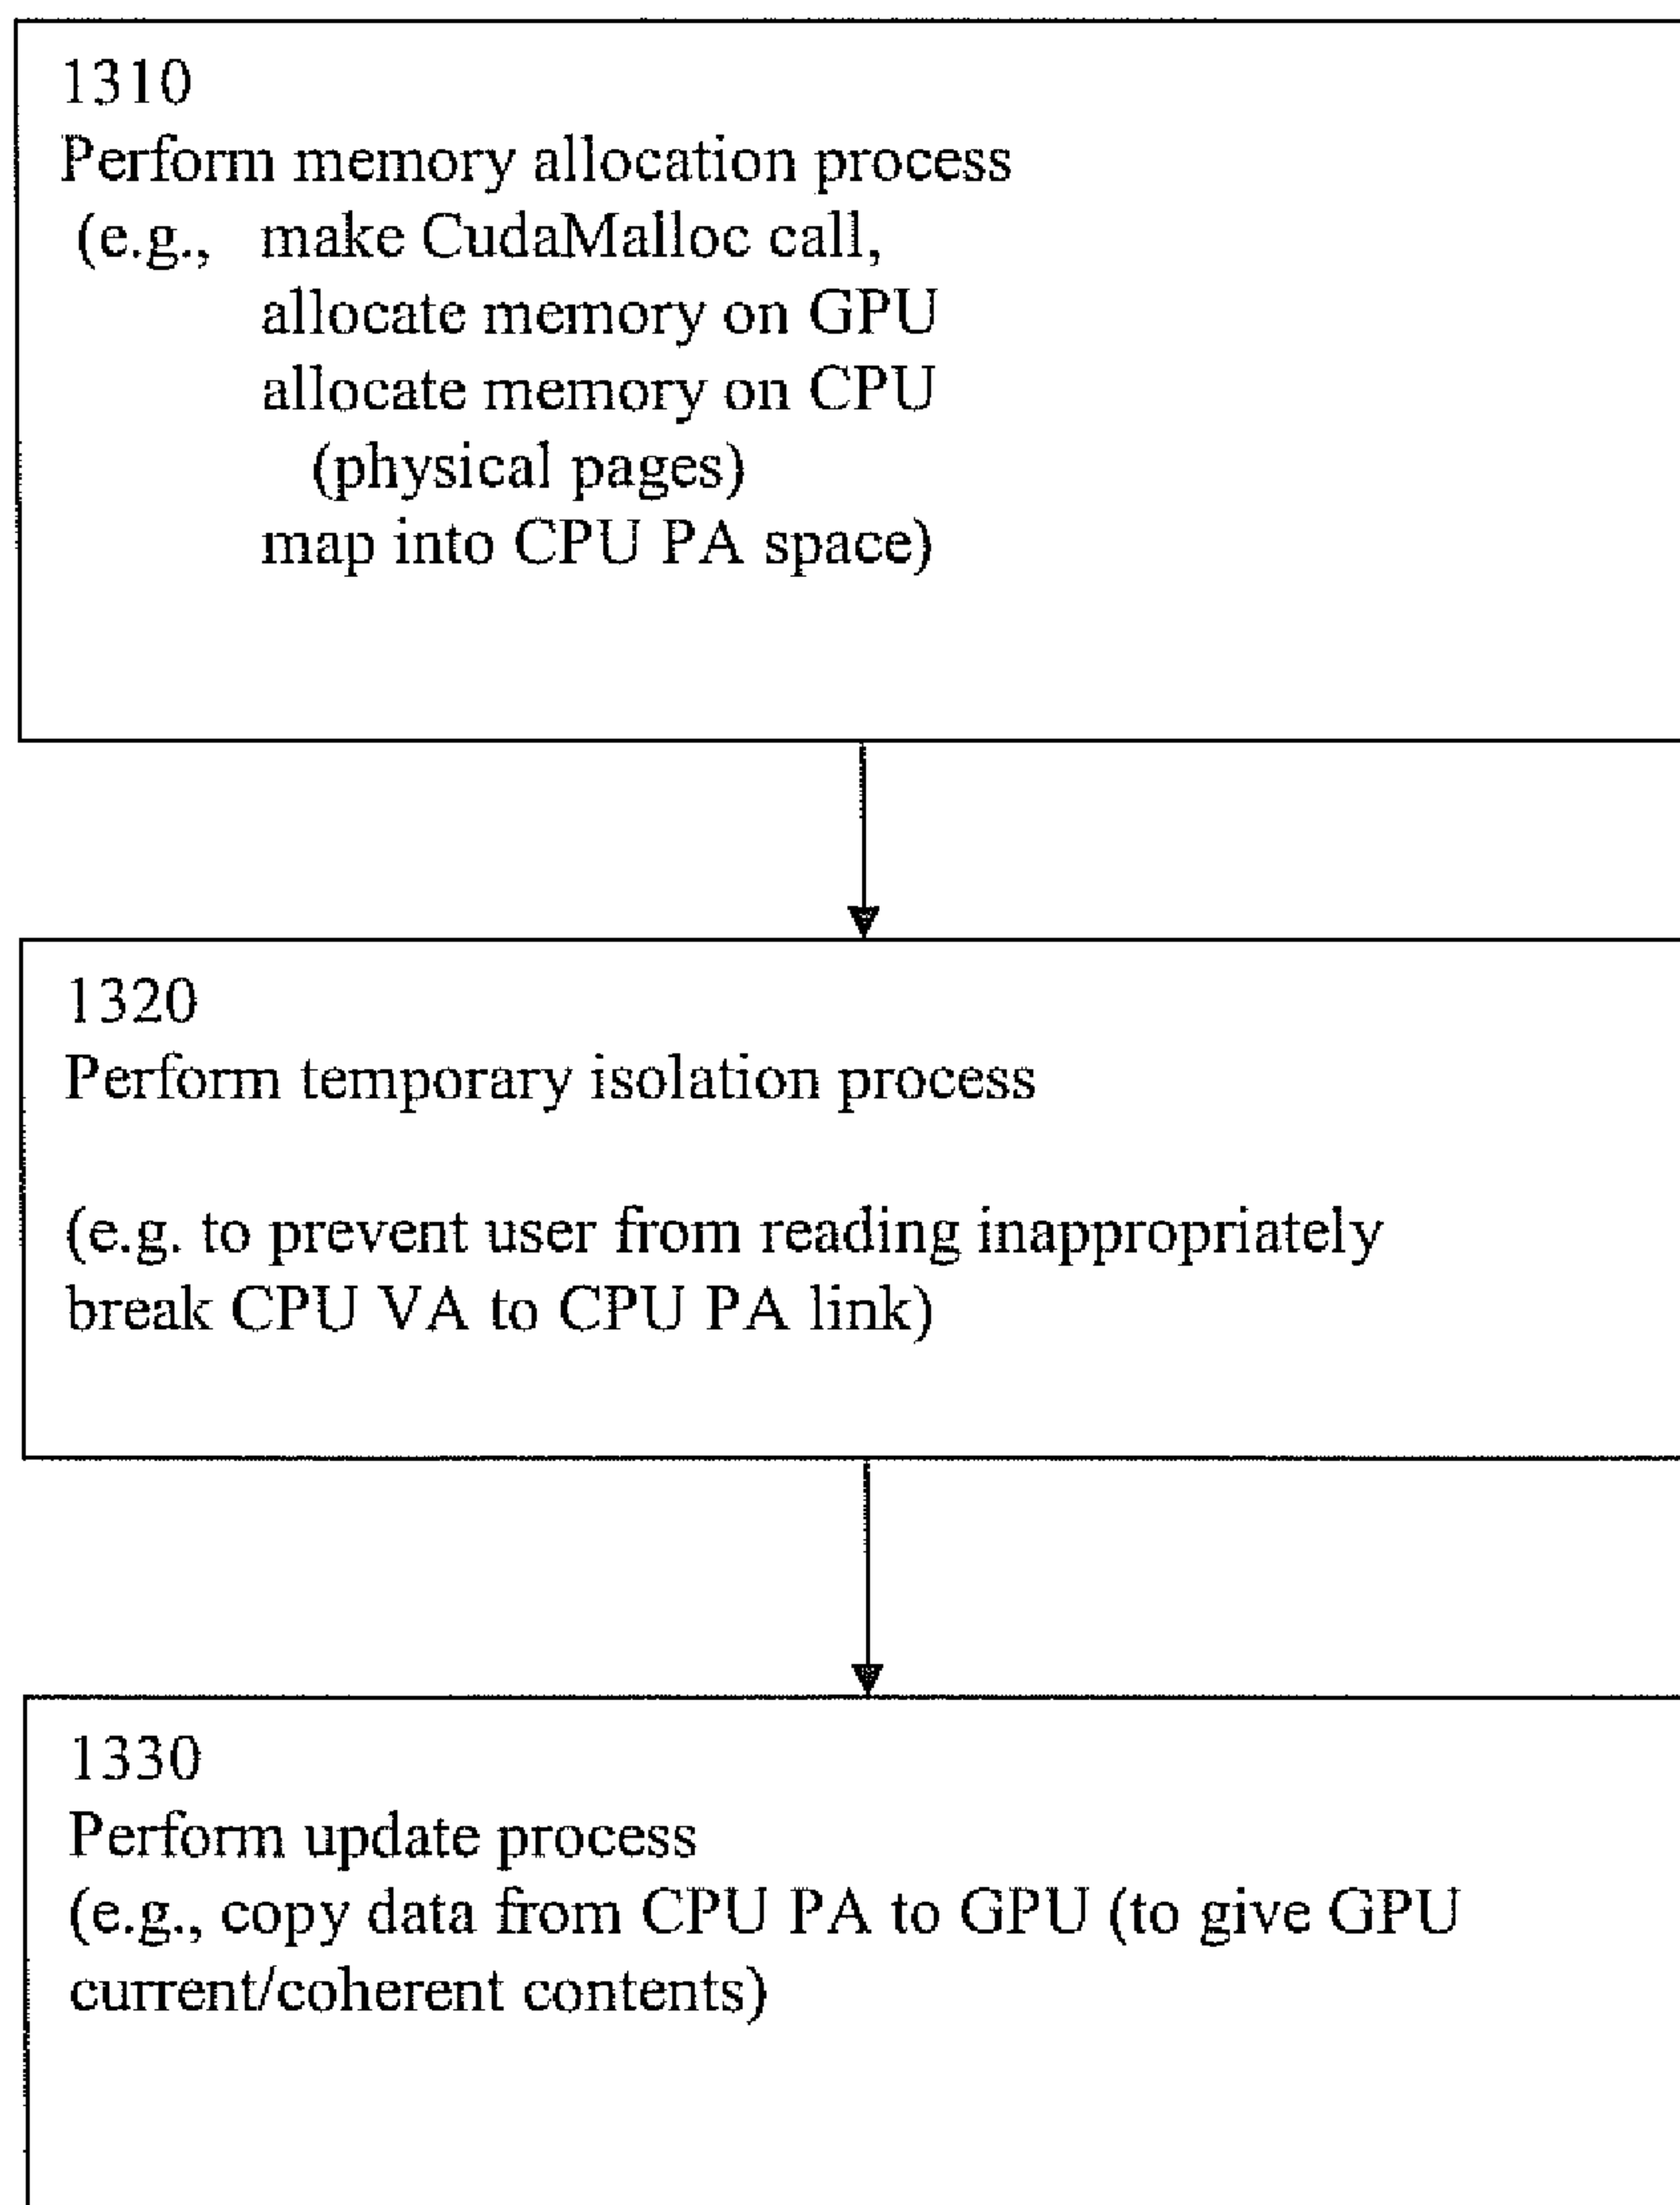 1310
Perform memory allocation process
(e.g., make CudaMalloc call,
allocate memory on GPU
allocate memory on CPU
(physical pages)
map into CPU PA space)
1320
Perform temporary isolation process
(e.g. to prevent user from reading inappropriately
break CPU VA to CPU PA link)
1330
Perform update process
(e.g., copy data from CPU PA to GPU (to give GPU
current/coherent contents)